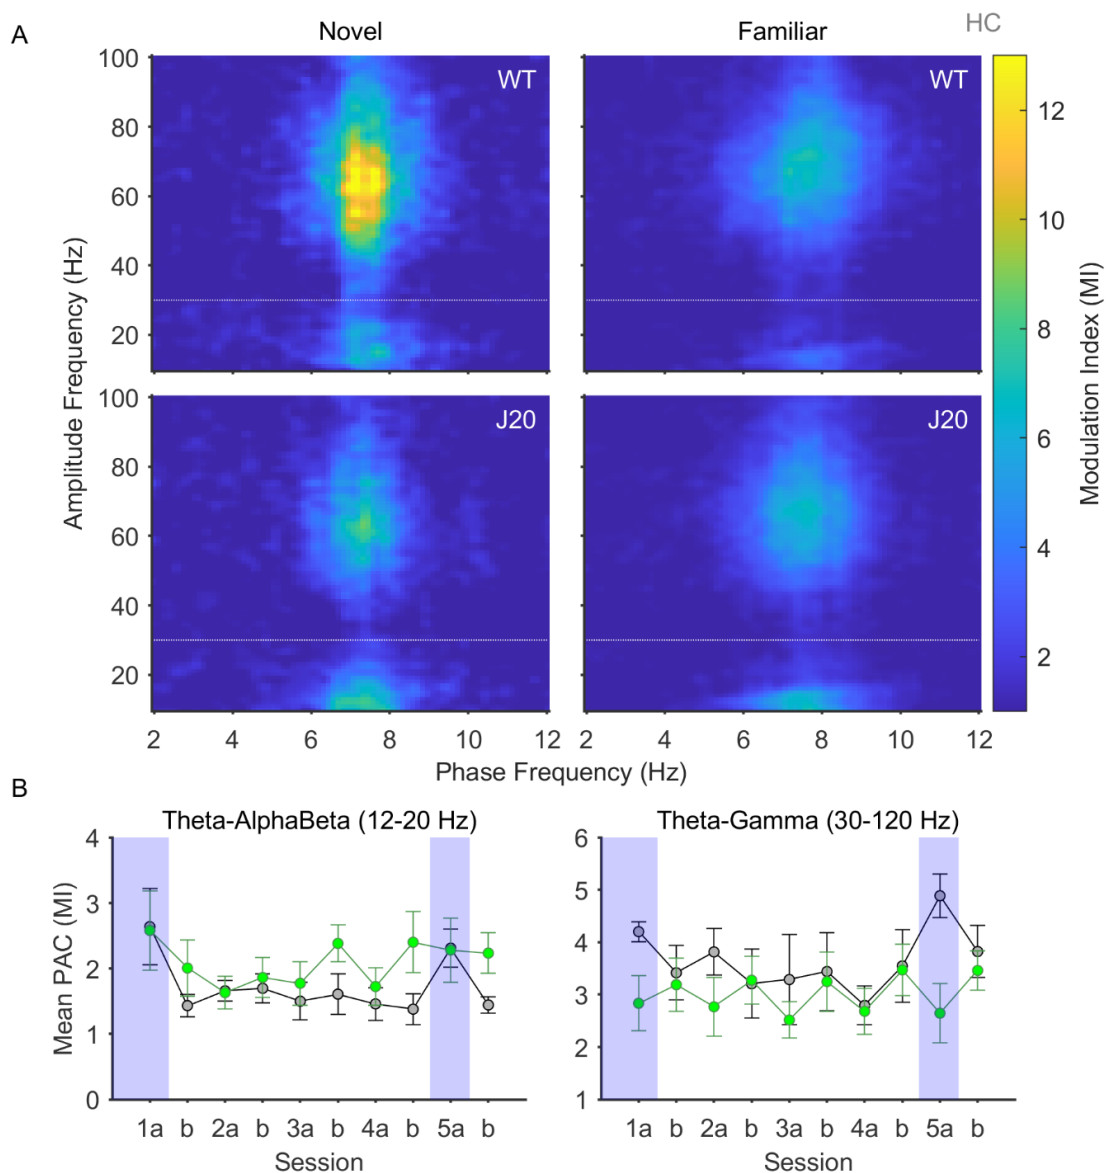 A
Novel
Familiar
HC
WT
WT
100
80
60
40
20
J20
J20
100
80
60
40
20
Amplitude Frequency (Hz)
2 4 6 8 10 12
2 4 6 8 10 12
Phase Frequency (Hz)
12
10
8
6
4
2
Modulation Index (MI)
B
Theta-AlphaBeta (12-20 Hz)
4
3
2
1
0
Mean PAC (MI)
1a b 2a b 3a b 4a b 5a b
Session
Theta-Gamma (30-120 Hz)
6
5
4
3
2
1
1a b 2a b 3a b 4a b 5a b
Session